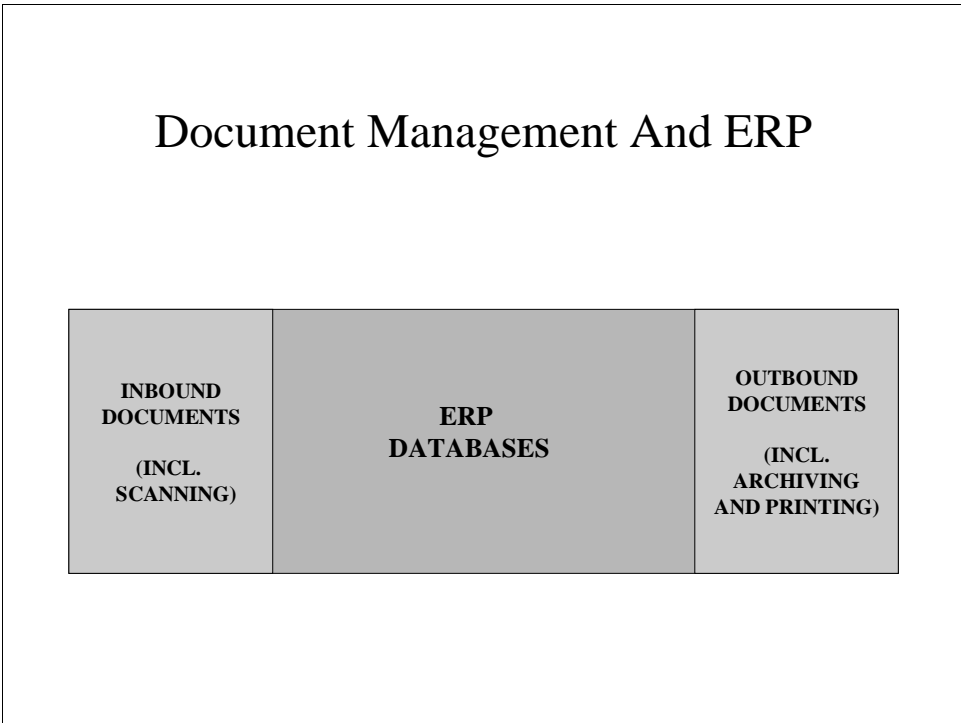 Document Management And ERP
INBOUND
DOCUMENTS
(INCL.
SCANNING)
ERP
DATABASES
OUTBOUND
DOCUMENTS
(INCL.
ARCHIVING
AND PRINTING)